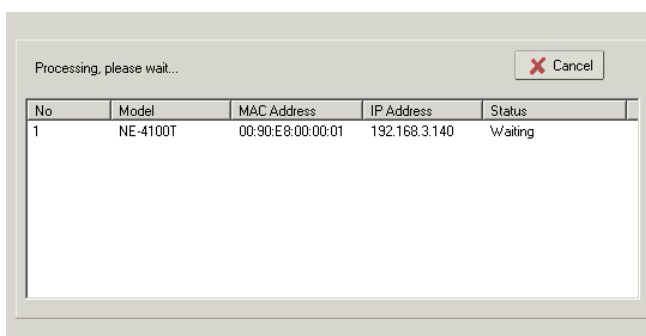 Processing, please wait...
Cancel
No Model MAC Address IP Address Status
1 NE-4100T 00:90:E8:00:00:01 192.168.3.140 Waiting